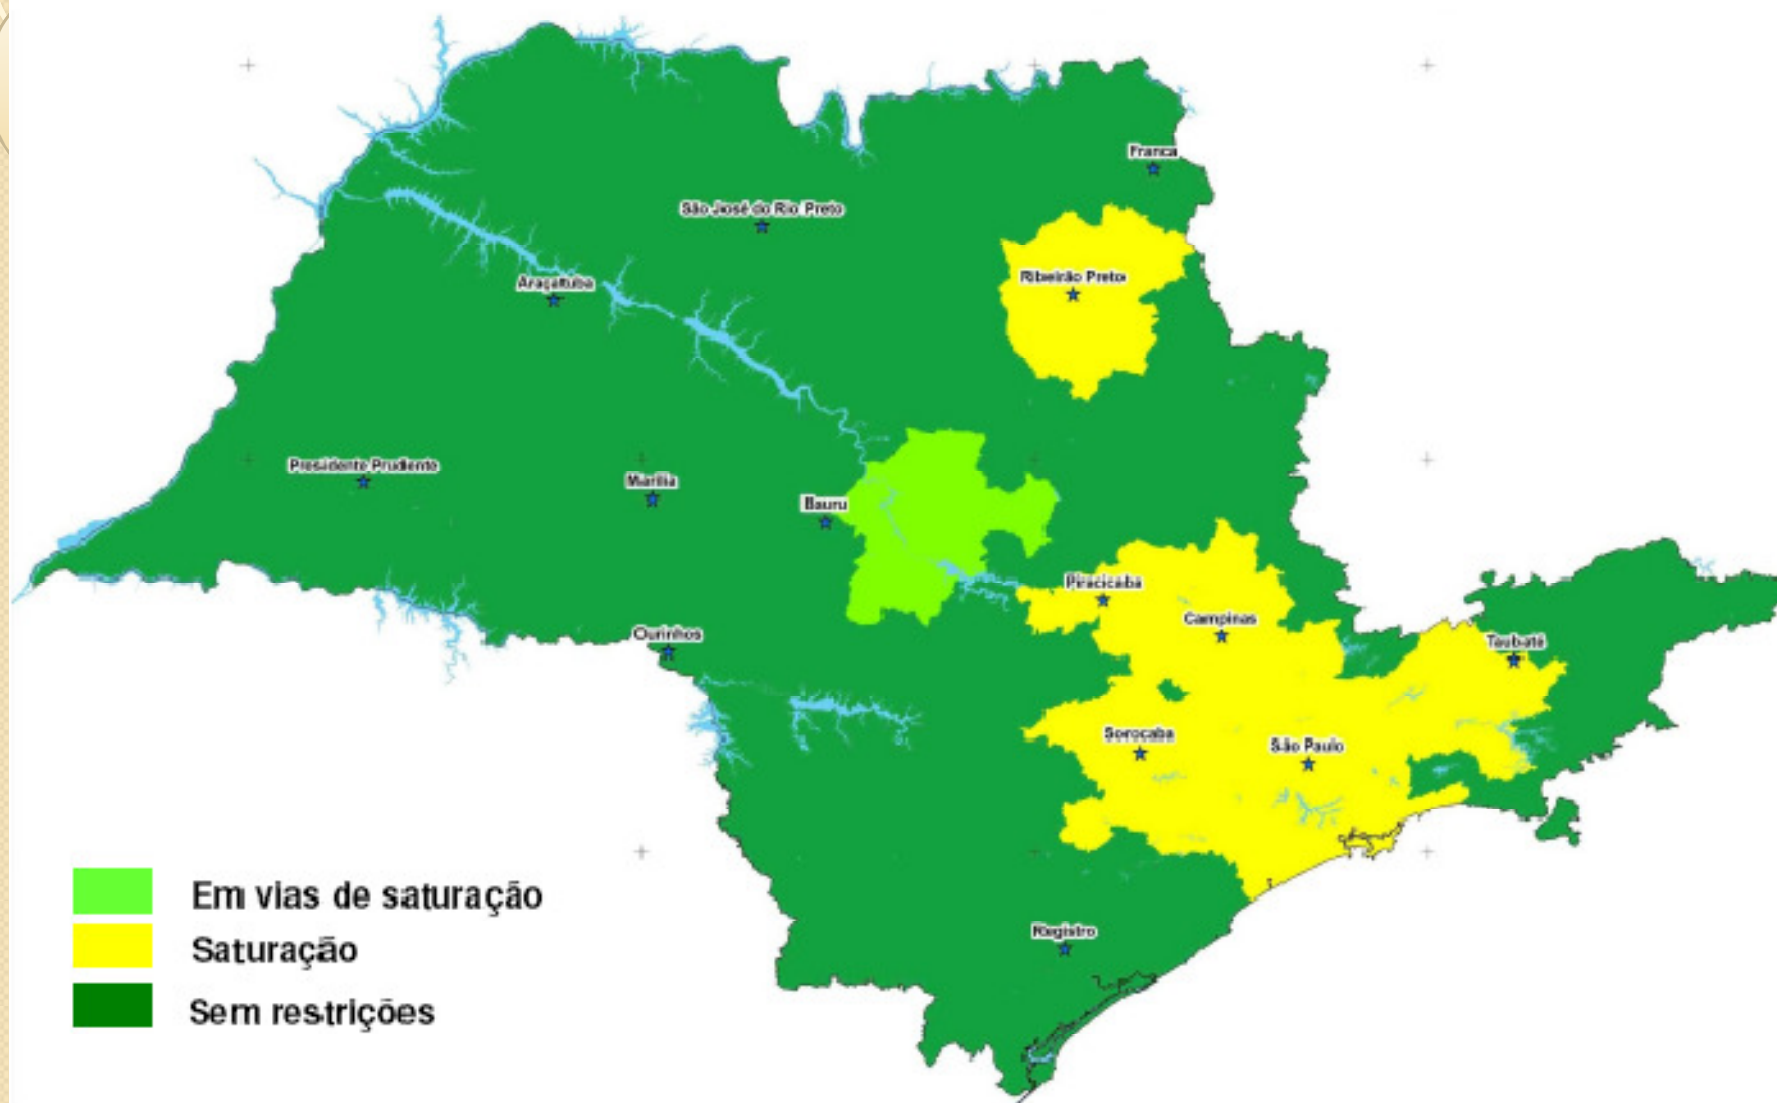 Franca
São José do Rio Preto
Ribeirão Preto
Araçatuba
Presidente Prudente
Marília
Bauru
Piracicaba
Campinas
Ourinhos
Taubaté
Sorocaba
São Paulo
Em vias de saturação
Saturação
Registro
Sem restrições